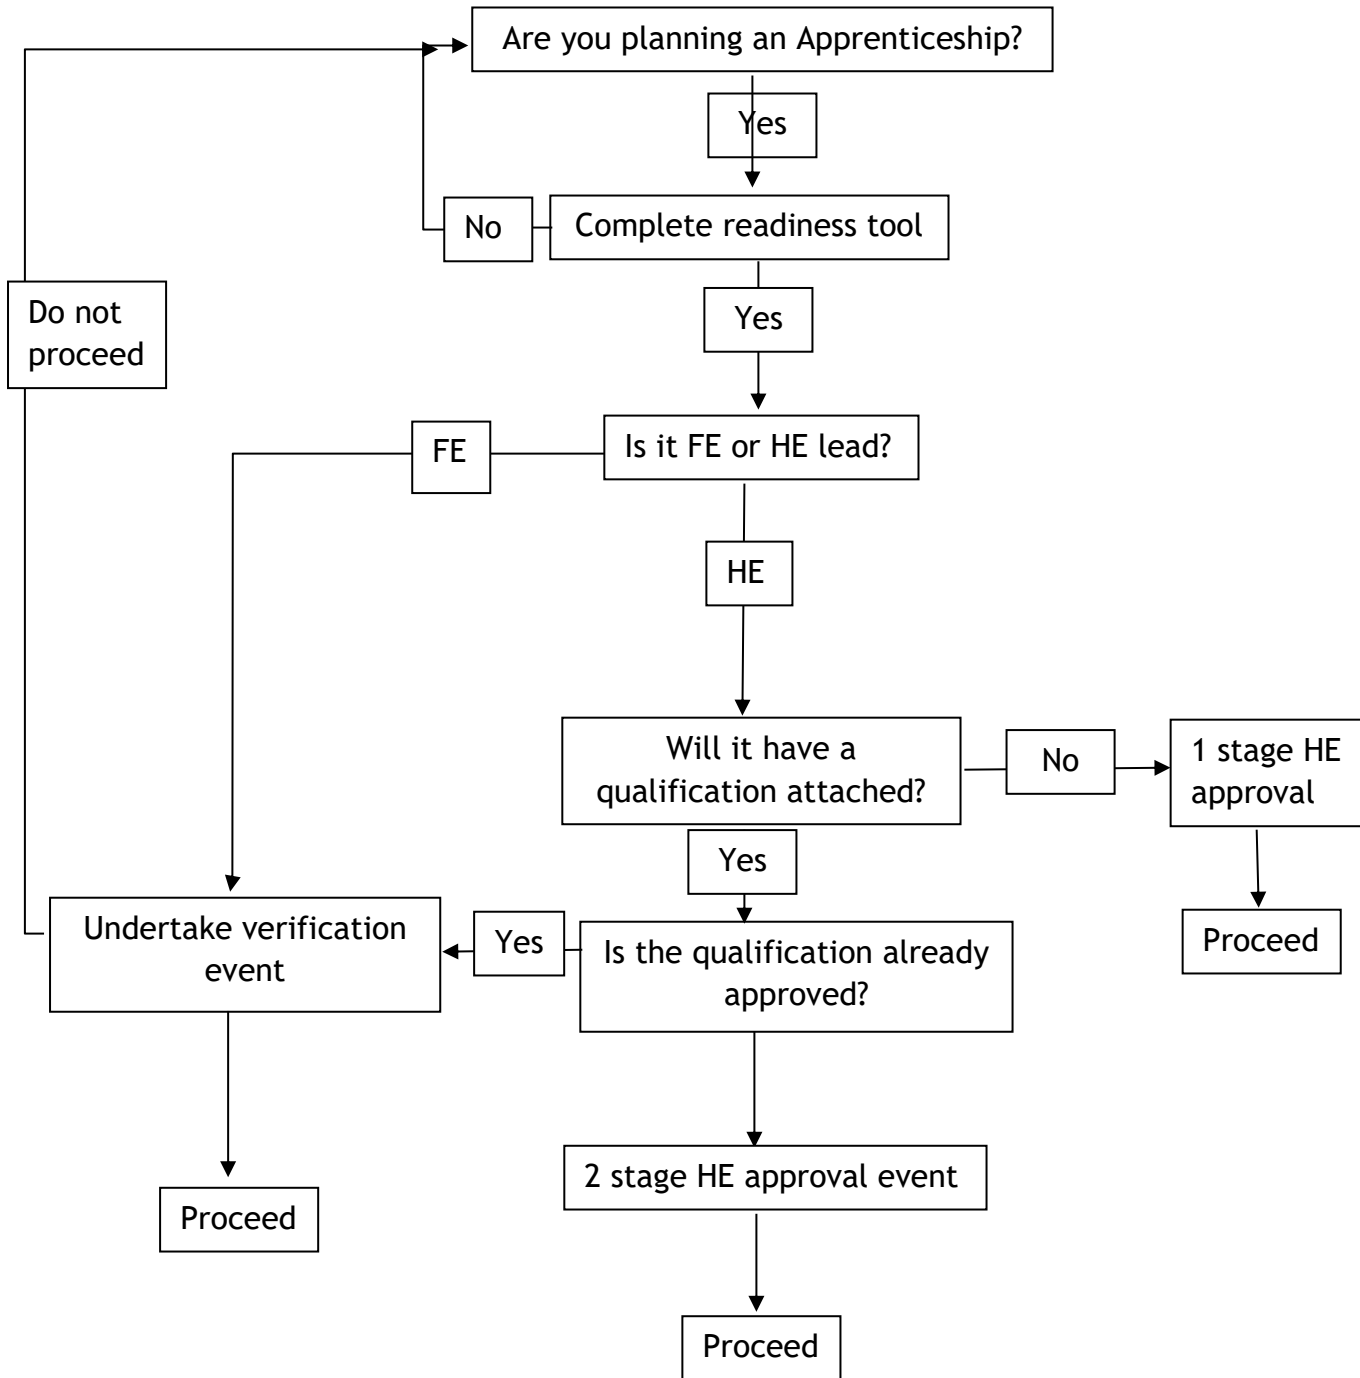 Are you planning an Apprenticeship?
Yes
No
Complete readiness tool
Do not
proceed
Yes
FE
Is it FE or HE lead?
HE
Will it have a
qualification attached?
No
1 stage HE
approval
Yes
Undertake verification
event
Yes
Is the qualification already
approved?
Proceed
2 stage HE approval event
Proceed
Proceed